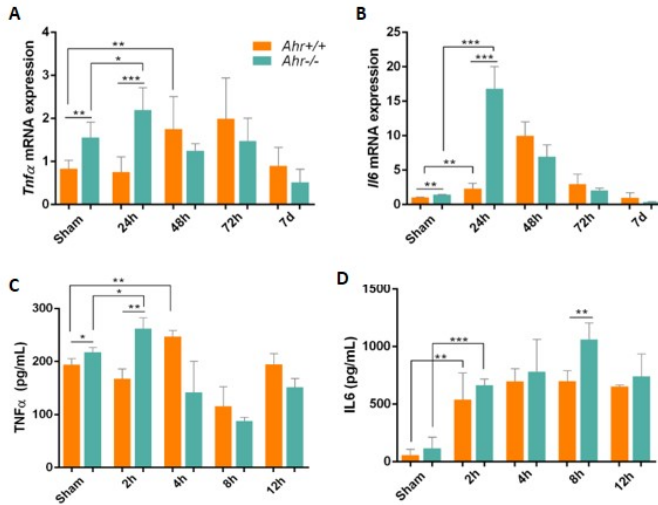 A
Tnfα mRNA expression
4
3
2
1
0
**
**
*
***
Ahr+/+
Ahr-/-
Sham
24h
48h
72h
7d
B
Il6 mRNA expression
25
20
15
10
5
0
**
**
***
***
Sham
24h
48h
72h
7d
C
TNFα (pg/mL)
300
200
100
0
*
**
*
**
Sham
2h
4h
8h
12h
D
IL6 (pg/mL)
1500
1000
500
0
**
***
**
Sham
2h
4h
8h
12h